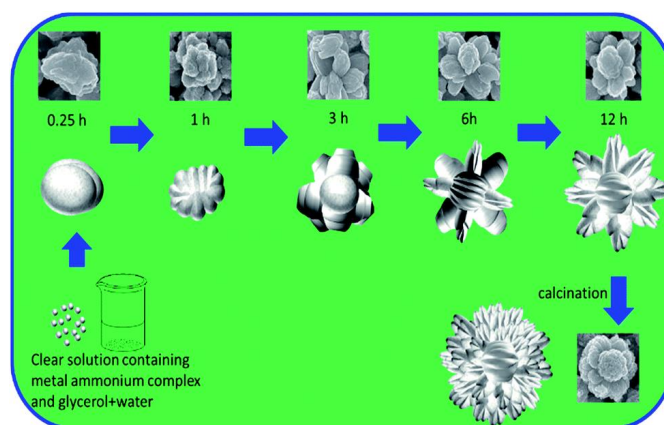 0.25 h
1 h
3 h
6h
12 h
calcination
Clear solution containing
metal ammonium complex
and glycerol+water